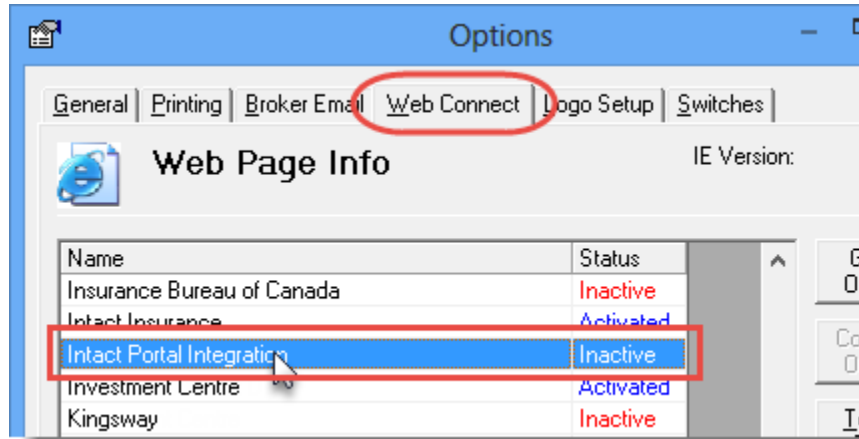 Options
General Printing Broker Email Web Connect Logo Setup Switches
Web Page Info
IE Version:
Name Status
Insurance Bureau of Canada Inactive
Intact Insurance Activated
Intact Portal Integration Inactive
Investment Centre Activated
Kingsway Inactive